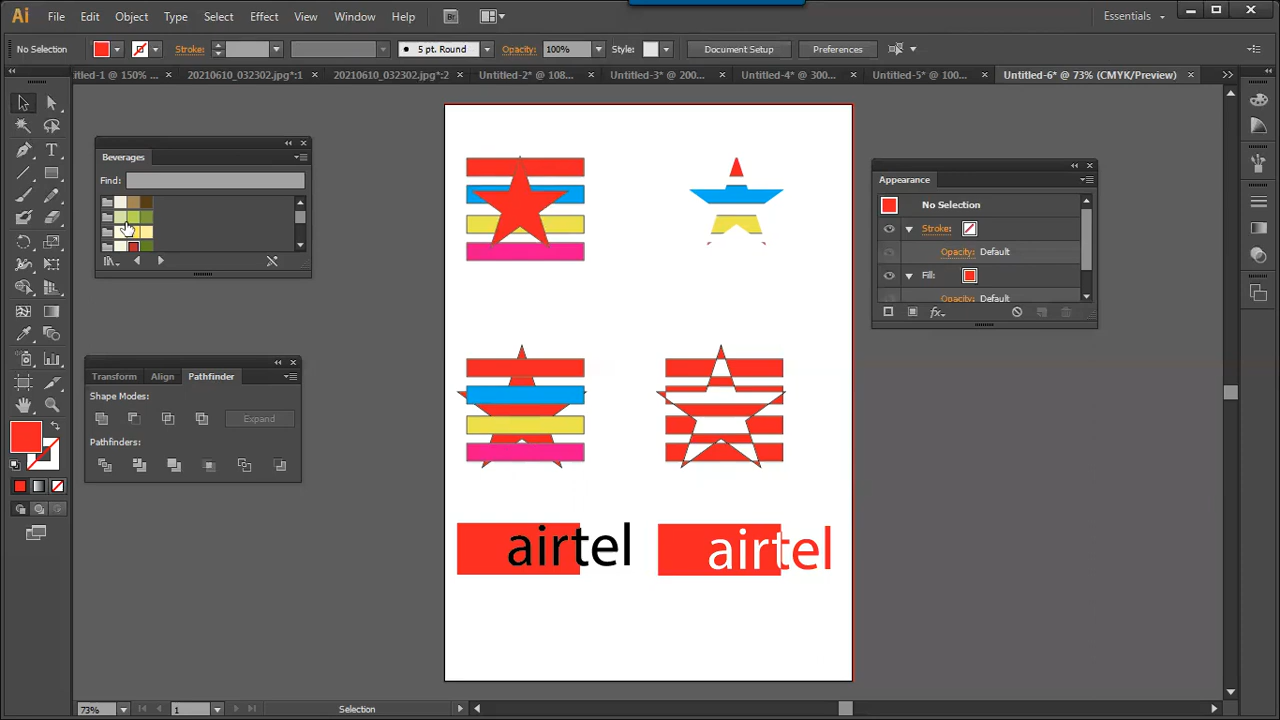 Ai File Edit Object Type Select Effect View Window Help Br Essentials
No Selection Stroke: 5 pt. Round Opacity: 100% Style: Document Setup Preferences
itled-1 @ 150% ... 20210610_032302.jpg*:1 20210610_032302.jpg*:2 Untitled-2* @ 108... Untitled-3* @ 200... Untitled-4* @ 300... Untitled-5* @ 100... Untitled-6* @ 73% (CMYK/Preview)
Beverages
Find:
Appearance
No Selection
Stroke:
Opacity: Default
Fill:
Opacity: Default
Transform Align Pathfinder
Shape Modes:
Expand
Pathfinders:
airtel airtel
73% 1 Selection